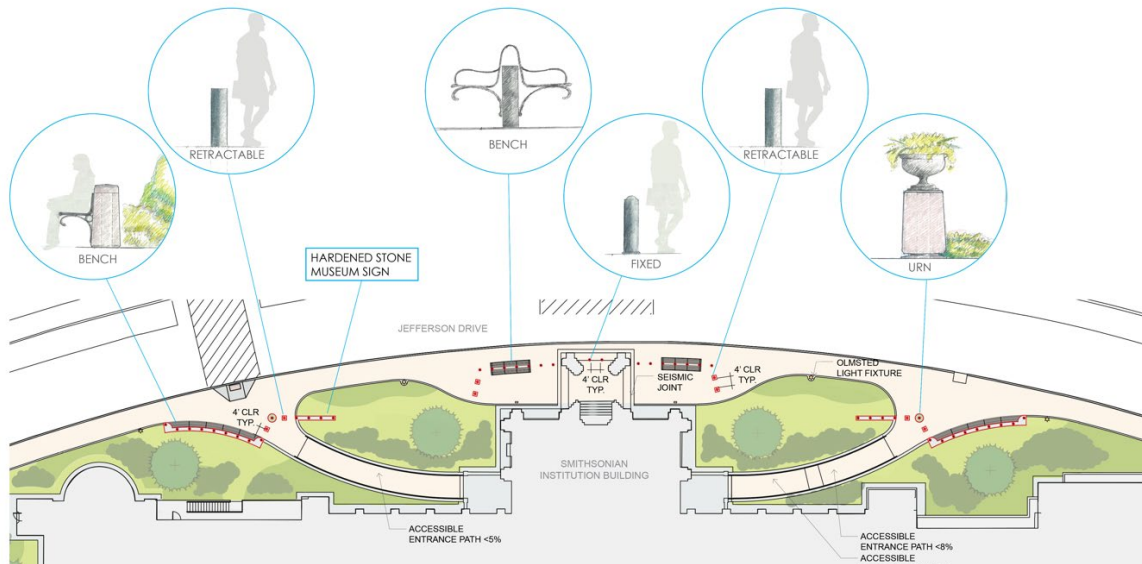 RETRACTABLE
BENCH
RETRACTABLE
BENCH
HARDENED STONE
MUSEUM SIGN
FIXED
URN
JEFFERSON DRIVE
4' CLR
TYP.
4' CLR
TYP.
SEISMIC
JOINT
4' CLR
TYP.
OLMSTED
LIGHT FIXTURE
SMITHSONIAN
INSTITUTION BUILDING
ACCESSIBLE
ENTRANCE PATH <5%
ACCESSIBLE
ENTRANCE PATH <8%
ACCESSIBLE